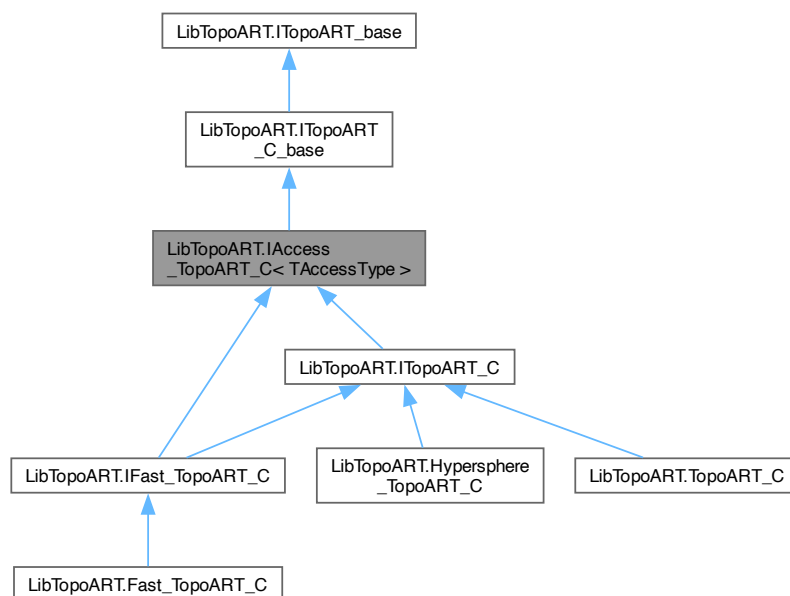 LibTopoART.ITopoART_base
LibTopoART.ITopoART
_C_base
LibTopoART.IAccess
_TopoART_C< TAccessType >
LibTopoART.ITopoART_C
LibTopoART.IFast_TopoART_C
LibTopoART.Hypersphere
_TopoART_C
LibTopoART.TopoART_C
LibTopoART.Fast_TopoART_C